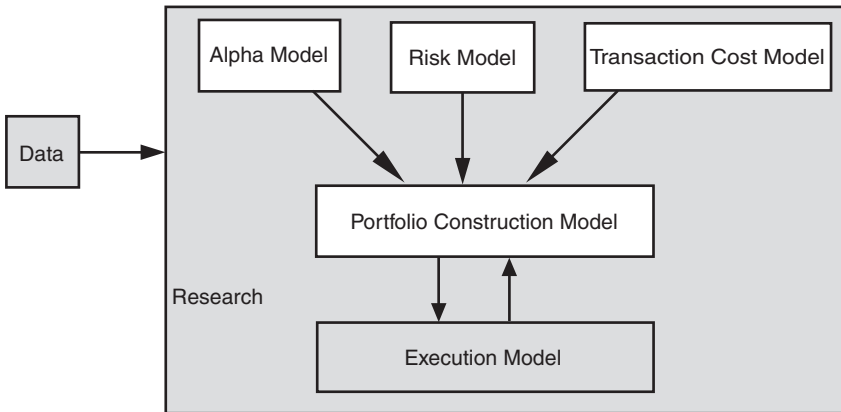 Alpha Model
Risk Model
Transaction Cost Model
Data
Portfolio Construction Model
Research
Execution Model